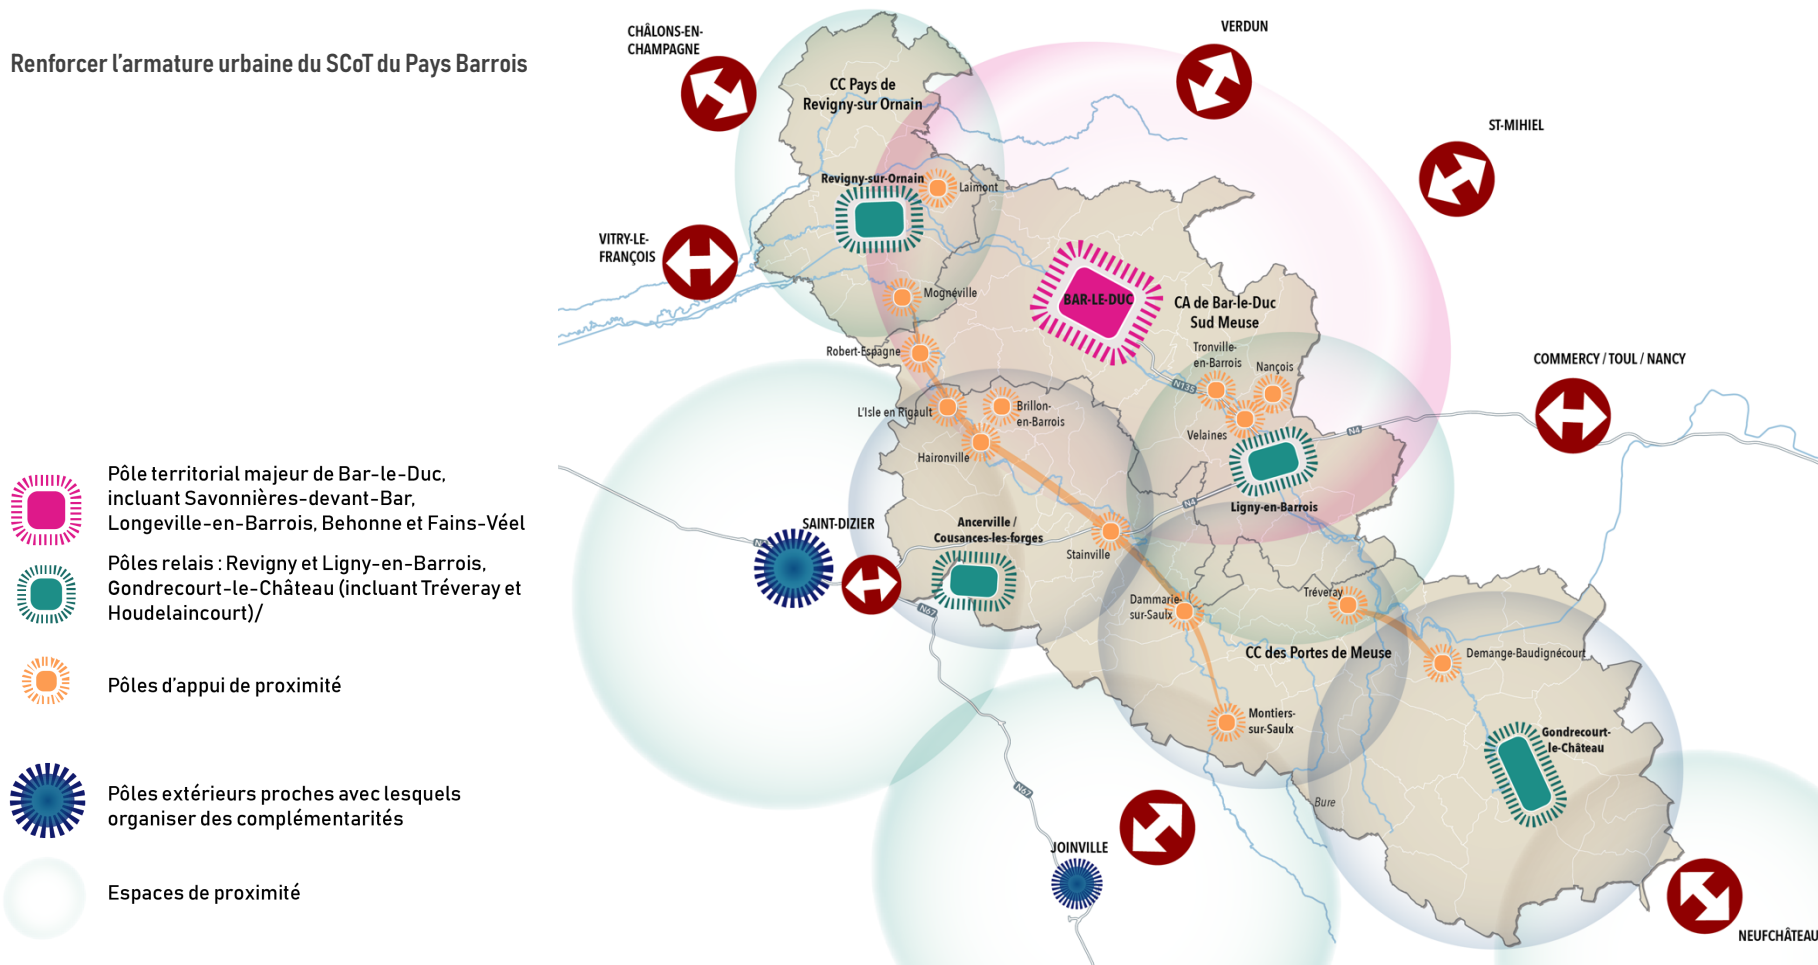 Renforcer l'armature urbaine du SCoT du Pays Barrois
Pôle territorial majeur de Bar-le-Duc,
incluant Savonnières-devant-Bar,
Longeville-en-Barrois, Behonne et Fains-Véel
Pôles relais : Revigny et Ligny-en-Barrois,
Gondrecourt-le-Château (incluant Tréveray et
Houdelaincourt)/
Pôles d'appui de proximité
Pôles extérieurs proches avec lesquels
organiser des complémentarités
Espaces de proximité
CHÂLONS-EN-
CHAMPAGNE
VERDUN
ST-MIHIEL
CC Pays de
Revigny-sur Ornain
Revigny-sur-Ornain
Laimont
VITRY-LE-
FRANÇOIS
Mognéville
BAR-LE-DUC
CA de Bar-le-Duc
Sud Meuse
Robert-Espagne
Tronville-
en-Barrois
Nançois
N135
COMMERCY / TOUL / NANCY
L'Isle en Rigault
Brillon-
en-Barrois
Velaines
N4
Haironville
N4
Ligny-en-Barrois
SAINT-DIZIER
Ancerville /
Cousances-les-forges
Stainville
Dammarie-
sur-Saulx
Tréveray
N67
CC des Portes de Meuse
Demange-Baudignécourt
Montiers-
sur-Saulx
Gondrecourt-
le-Château
N67
Bure
JOINVILLE
NEUFCHÂTEAU